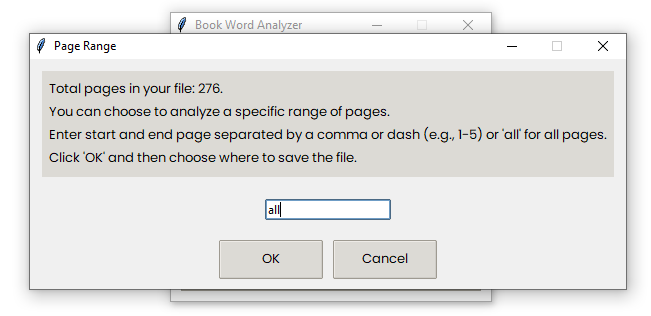 Book Word Analyzer
Page Range
Total pages in your file: 276.
You can choose to analyze a specific range of pages.
Enter start and end page separated by a comma or dash (e.g., 1-5) or 'all' for all pages.
Click 'OK' and then choose where to save the file.
all
OK Cancel